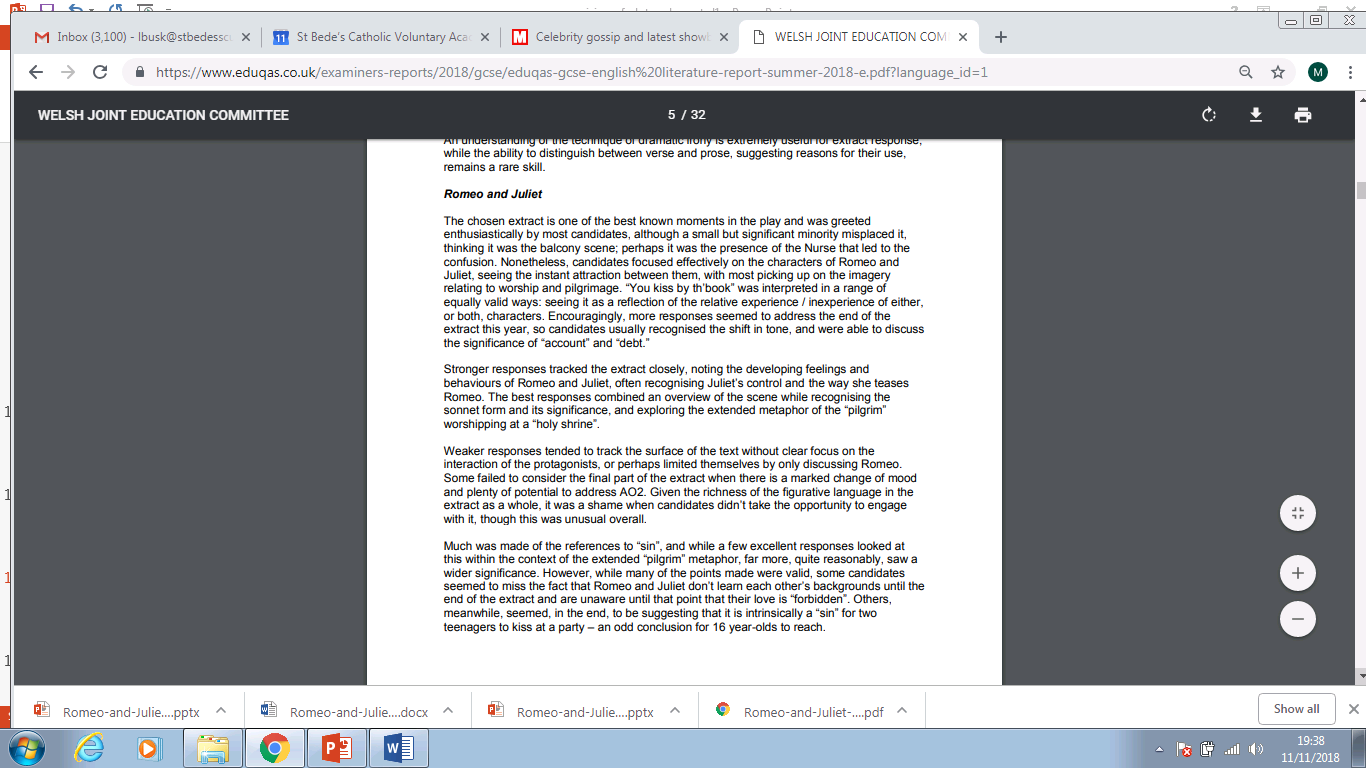 Inbox (3,100) - lbusk@stbedessc
St Bede's Catholic Voluntary Aca
Celebrity gossip and latest showb
WELSH JOINT EDUCATION COM
https://www.eduqas.co.uk/examiners-reports/2018/gcse/eduqas-gcse-english%20literature-report-summer-2018-e.pdf?language_id=1
M
WELSH JOINT EDUCATION COMMITTEE
5 / 32
An understanding of the technique of dramatic irony is extremely useful for extract response,
while the ability to distinguish between verse and prose, suggesting reasons for their use,
remains a rare skill.
Romeo and Juliet
The chosen extract is one of the best known moments in the play and was greeted
enthusiastically by most candidates, although a small but significant minority misplaced it,
thinking it was the balcony scene; perhaps it was the presence of the Nurse that led to the
confusion. Nonetheless, candidates focused effectively on the characters of Romeo and
Juliet, seeing the instant attraction between them, with most picking up on the imagery
relating to worship and pilgrimage. “You kiss by th’book” was interpreted in a range of
equally valid ways: seeing it as a reflection of the relative experience / inexperience of either,
or both, characters. Encouragingly, more responses seemed to address the end of the
extract this year, so candidates usually recognised the shift in tone, and were able to discuss
the significance of “account” and “debt.”
Stronger responses tracked the extract closely, noting the developing feelings and
behaviours of Romeo and Juliet, often recognising Juliet’s control and the way she teases
Romeo. The best responses combined an overview of the scene while recognising the
sonnet form and its significance, and exploring the extended metaphor of the “pilgrim”
worshipping at a “holy shrine”.
Weaker responses tended to track the surface of the text without clear focus on the
interaction of the protagonists, or perhaps limited themselves by only discussing Romeo.
Some failed to consider the final part of the extract when there is a marked change of mood
and plenty of potential to address AO2. Given the richness of the figurative language in the
extract as a whole, it was a shame when candidates didn’t take the opportunity to engage
with it, though this was unusual overall.
Much was made of the references to “sin”, and while a few excellent responses looked at
this within the context of the extended “pilgrim” metaphor, far more, quite reasonably, saw a
wider significance. However, while many of the points made were valid, some candidates
seemed to miss the fact that Romeo and Juliet don’t learn each other’s backgrounds until the
end of the extract and are unaware until that point that their love is “forbidden”. Others,
meanwhile, seemed, in the end, to be suggesting that it is intrinsically a “sin” for two
teenagers to kiss at a party – an odd conclusion for 16 year-olds to reach.
Romeo-and-Julie....pptx
Romeo-and-Julie....docx
Romeo-and-Julie....pptx
Romeo-and-Juliet-....pdf
Show all
19:38
11/11/2018